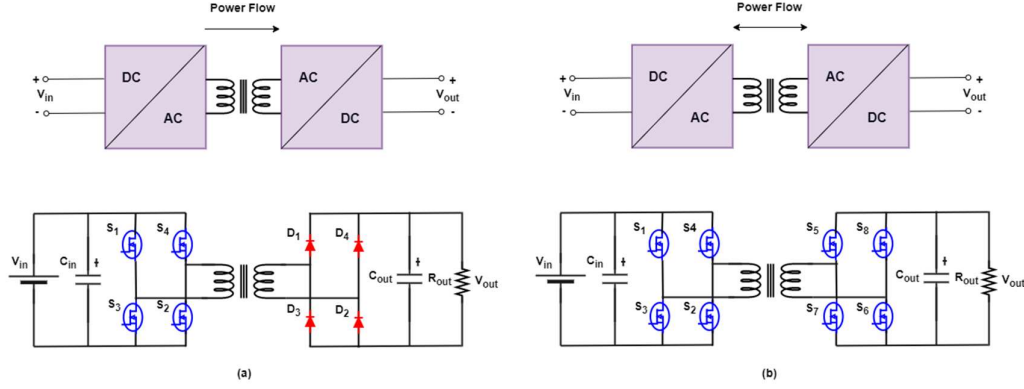 Power Flow
DC
AC
AC
DC
+
Vin
-
+
Vout
-
Power Flow
DC
AC
AC
DC
+
Vin
-
+
Vout
-
S1
S4
S3
S2
Vin
Cin
+
D1
D4
D3
D2
Cout
+
Rout
Vout
(a)
S1
S4
S3
S2
Vin
Cin
+
S5
S8
S7
S6
Cout
+
Rout
Vout
(b)